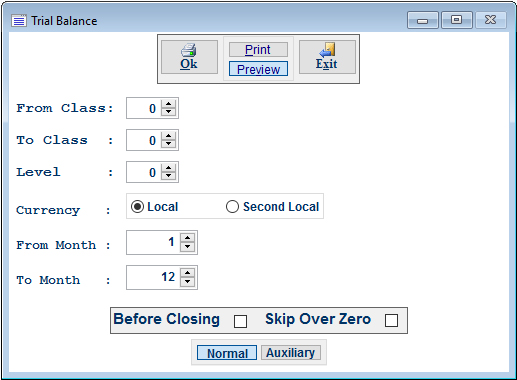 Trial Balance
Ok Print Exit
Preview
From Class: 0
To Class : 0
Level : 0
Currency : Local Second Local
From Month : 1
To Month : 12
Before Closing Skip Over Zero
Normal Auxiliary